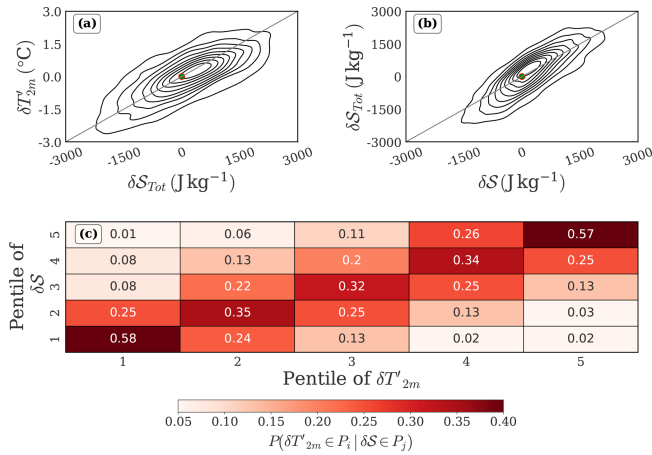 (a)
3.0
1.5
0.0
-1.5
-3.0
δT′2m (°C)
-3000 -1500 0 1500 3000
δS_Tot (J kg−1)
(b)
3000
1500
0
-1500
-3000
δS_Tot (J kg−1)
-3000 -1500 0 1500 3000
δS (J kg−1)
(c)
Pentile of δS
5 0.01 0.06 0.11 0.26 0.57
4 0.08 0.13 0.2 0.34 0.25
3 0.08 0.22 0.32 0.25 0.13
2 0.25 0.35 0.25 0.13 0.03
1 0.58 0.24 0.13 0.02 0.02
1 2 3 4 5
Pentile of δT′2m
0.05 0.10 0.15 0.20 0.25 0.30 0.35 0.40
P(δT′2m ∈ Pi | δS ∈ Pj)